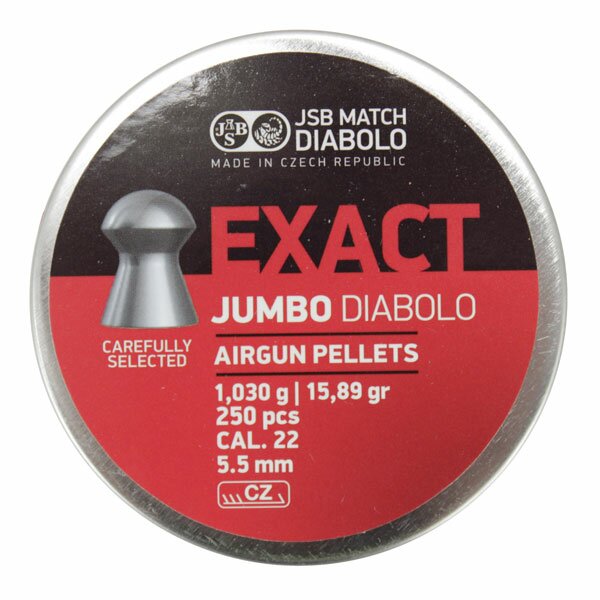 JSB
JSB MATCH
DIABOLO
MADE IN CZECH REPUBLIC
EXACT
JUMBO DIABOLO
CAREFULLY
SELECTED
AIRGUN PELLETS
1,030 g | 15,89 gr
250 pcs
CAL. 22
5.5 mm
CZ